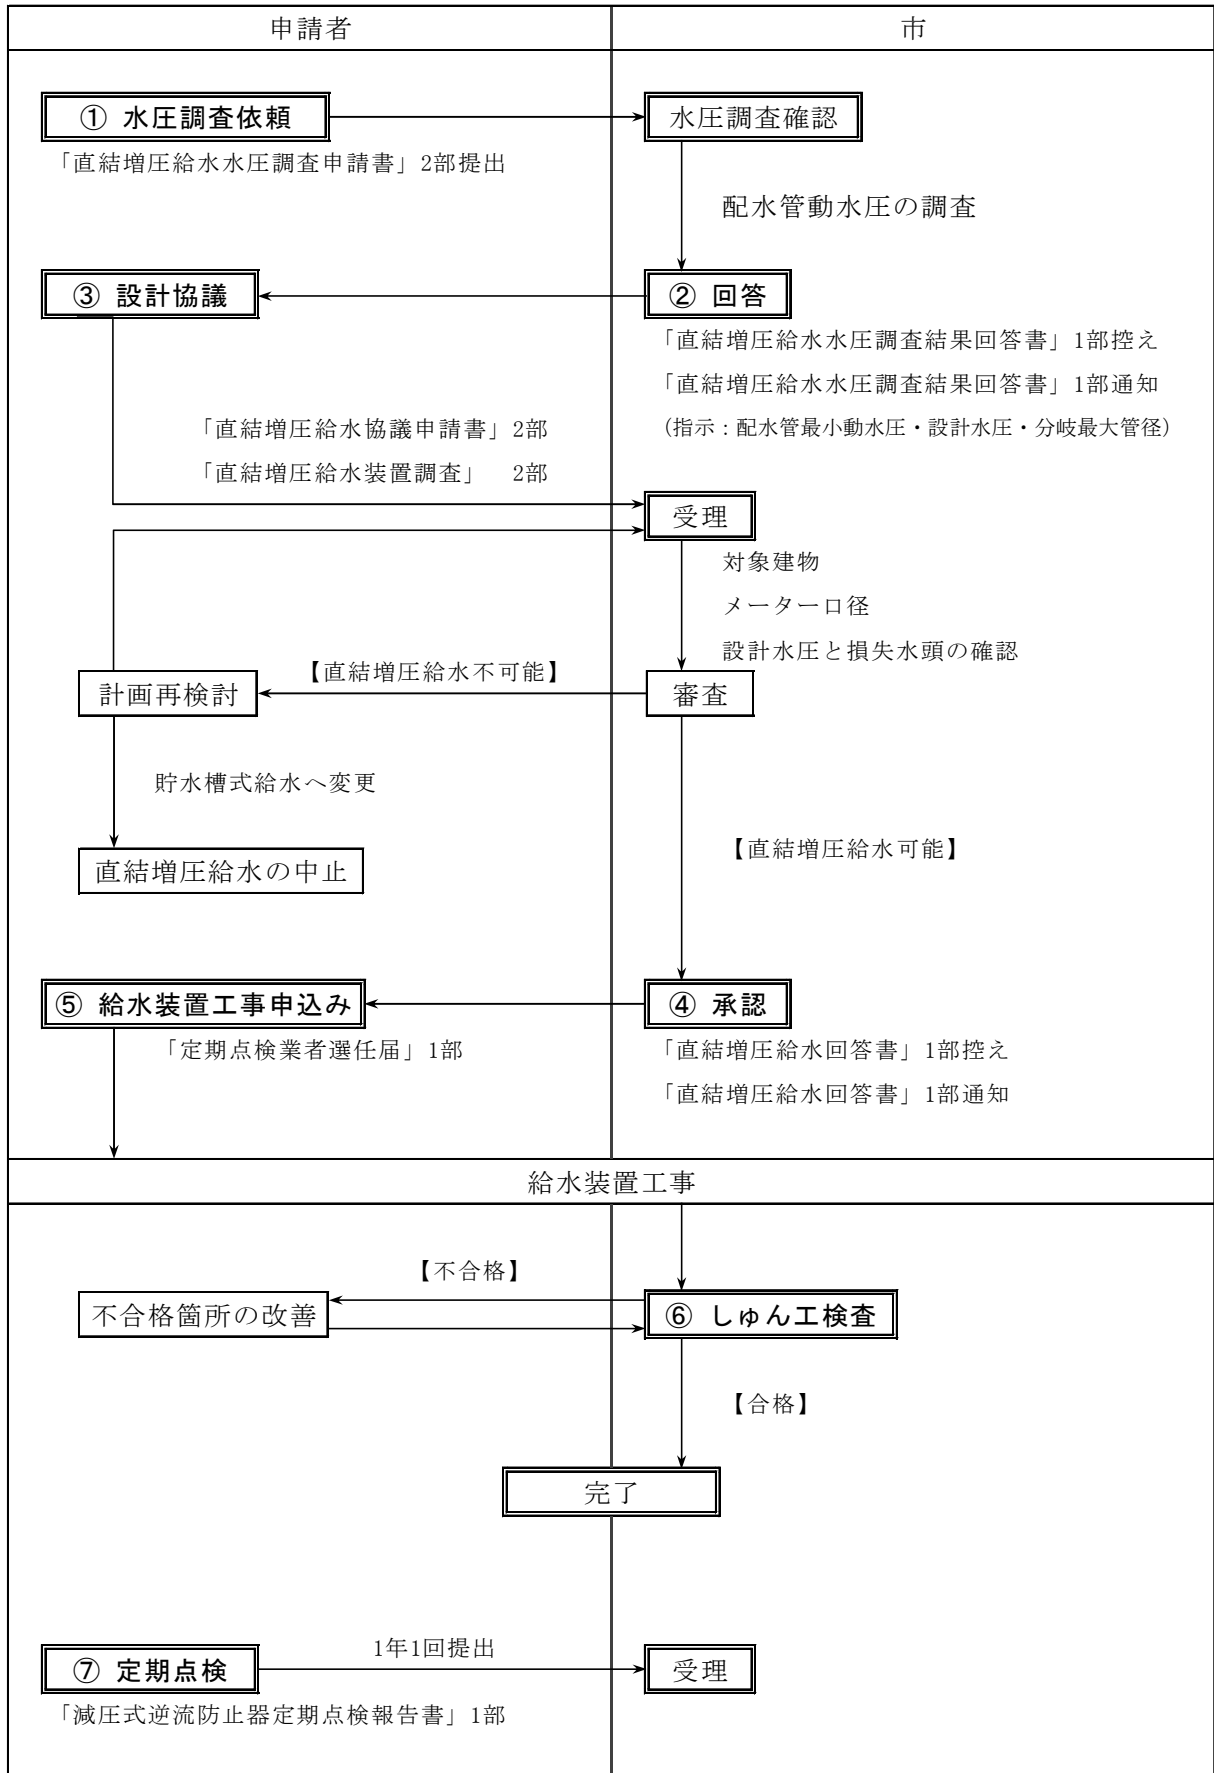 申請者
市
① 水圧調査依頼
水圧調査確認
「直結増圧給水水圧調査申請書」2部提出
配水管動水圧の調査
③ 設計協議
② 回答
「直結増圧給水水圧調査結果回答書」1部控え
「直結増圧給水水圧調査結果回答書」1部通知
(指示：配水管最小動水圧・設計水圧・分岐最大管径)
「直結増圧給水協議申請書」2部
「直結増圧給水装置調査」 2部
受理
対象建物
メーター口径
設計水圧と損失水頭の確認
【直結増圧給水不可能】
計画再検討
審査
貯水槽式給水へ変更
【直結増圧給水可能】
直結増圧給水の中止
⑤ 給水装置工事申込み
④ 承認
「定期点検業者選任届」1部
「直結増圧給水回答書」1部控え
「直結増圧給水回答書」1部通知
給水装置工事
【不合格】
不合格箇所の改善
⑥ しゅん工検査
【合格】
完了
1年1回提出
⑦ 定期点検
受理
「減圧式逆流防止器定期点検報告書」1部